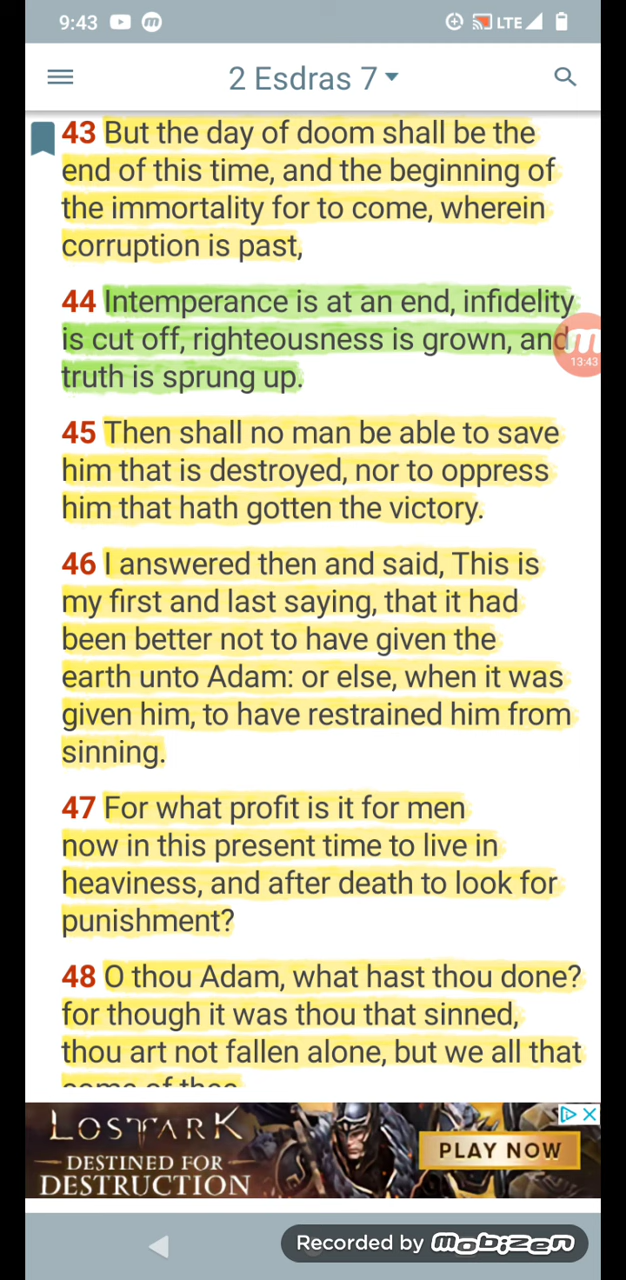 9:43 LTE
2 Esdras 7
43 But the day of doom shall be the
end of this time, and the beginning of
the immortality for to come, wherein
corruption is past,
44 Intemperance is at an end, infidelity
is cut off, righteousness is grown, and
truth is sprung up.
13:43
45 Then shall no man be able to save
him that is destroyed, nor to oppress
him that hath gotten the victory.
46 I answered then and said, This is
my first and last saying, that it had
been better not to have given the
earth unto Adam: or else, when it was
given him, to have restrained him from
sinning.
47 For what profit is it for men
now in this present time to live in
heaviness, and after death to look for
punishment?
48 O thou Adam, what hast thou done?
for though it was thou that sinned,
thou art not fallen alone, but we all that
come of thee
LOST ARK
DESTINED FOR
DESTRUCTION
PLAY NOW
Recorded by mobizen